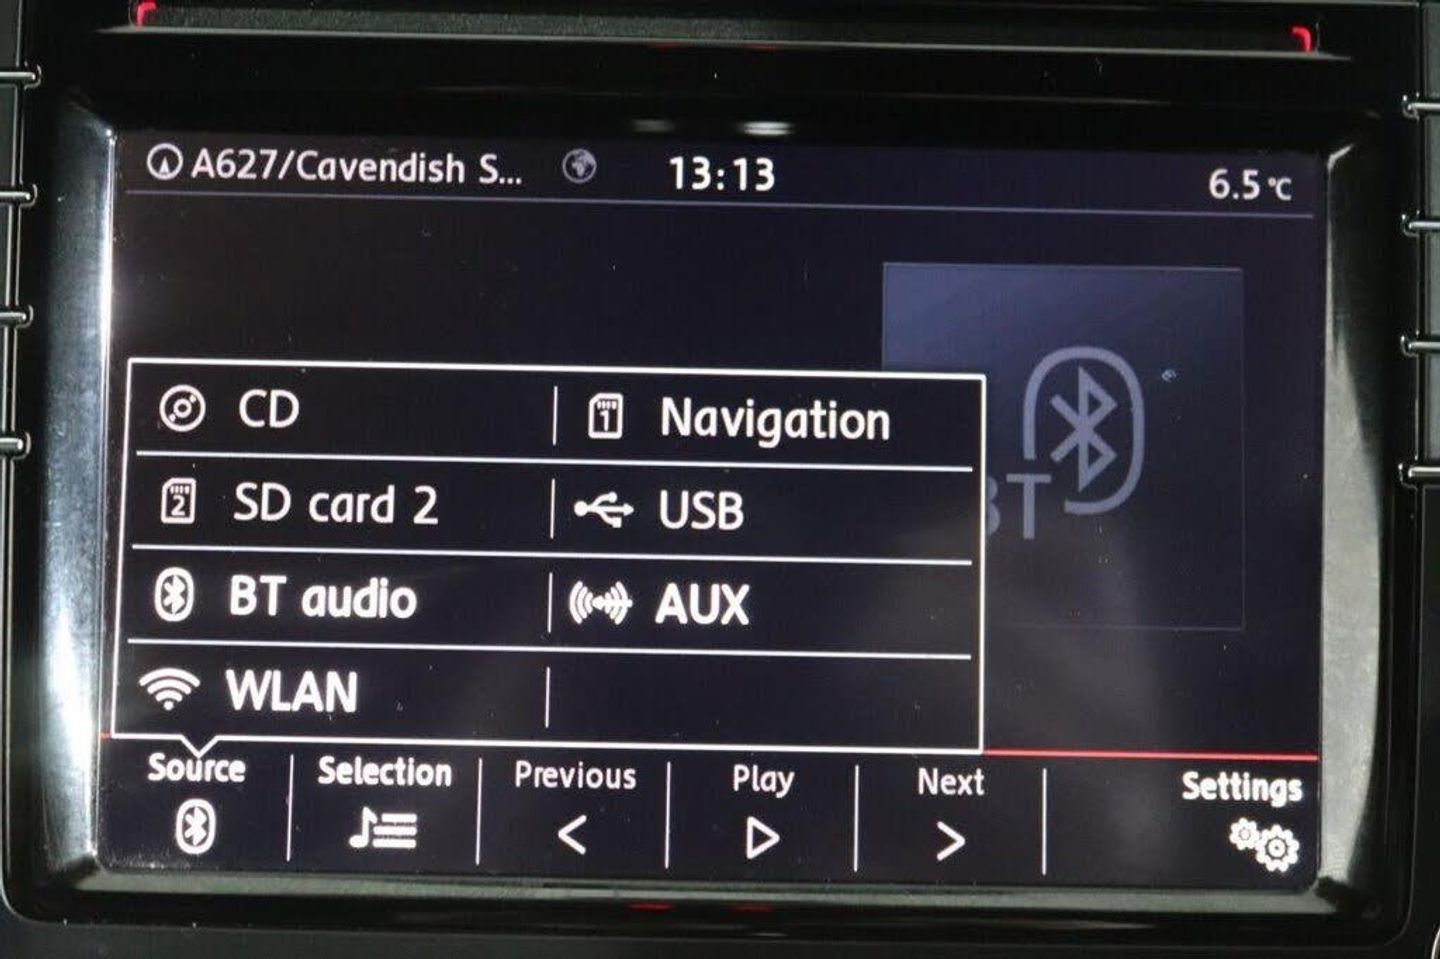 A627/Cavendish S... 13:13 6.5 °C
CD Navigation
SD card 2 USB
BT audio AUX
BT
WLAN
Source Selection Previous Play Next Settings